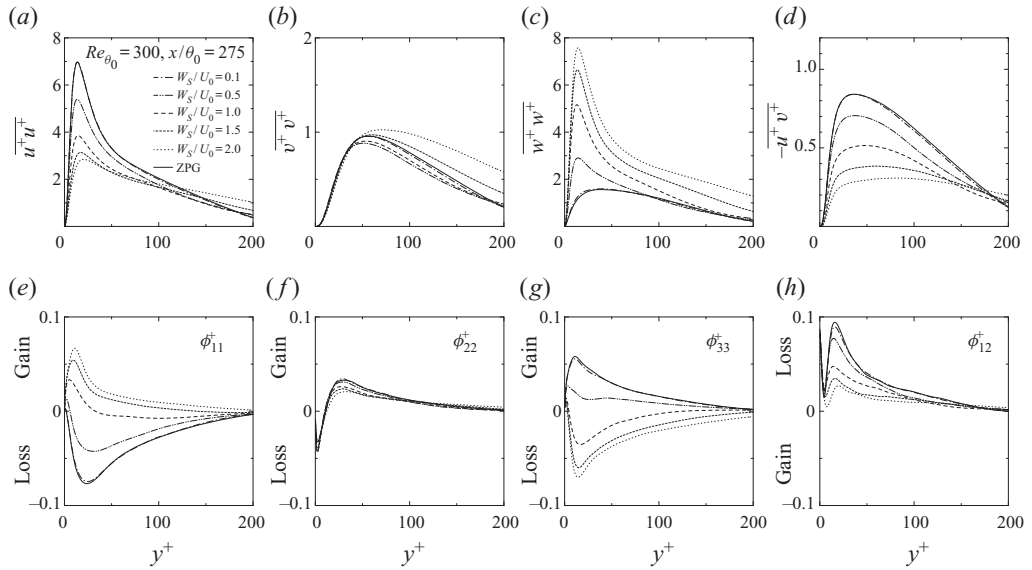 (a) (b) (c) (d)
Re_θ0 = 300, x/θ0 = 275
W_S/U_0 = 0.1
W_S/U_0 = 0.5
W_S/U_0 = 1.0
W_S/U_0 = 1.5
W_S/U_0 = 2.0
ZPG
u⁺u⁺
8
6
4
2
0 100 200
v⁺v⁺
2
1
0 100 200
w⁺w⁺
8
6
4
2
0 100 200
−u⁺v⁺
1.0
0.5
0 100 200
(e) (f) (g) (h)
Gain
Loss
0.1
0
−0.1
ϕ⁺11
0 100 200
y⁺
Gain
Loss
0.1
0
−0.1
ϕ⁺22
0 100 200
y⁺
Gain
Loss
0.1
0
−0.1
ϕ⁺33
0 100 200
y⁺
Loss
Gain
0.1
0
−0.1
ϕ⁺12
0 100 200
y⁺